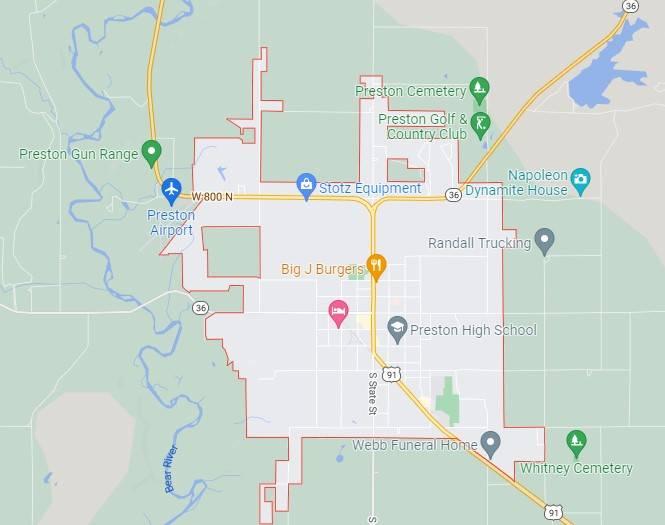 36
Preston Cemetery
Preston Golf &
Country Club
Preston Gun Range
Napoleon
Dynamite House
Stotz Equipment
36
W 800 N
Preston
Airport
Randall Trucking
Big J Burgers
36
Preston High School
91
S State St
Webb Funeral Home
Bear River
Whitney Cemetery
91
S